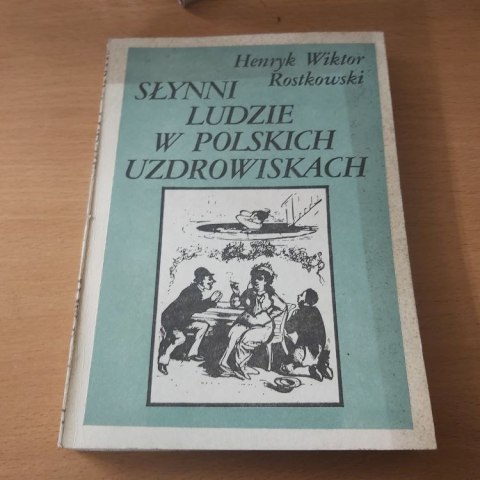 Henryk Wiktor
Rostkowski
SŁYNNI
LUDZIE
W POLSKICH
UZDROWISKACH